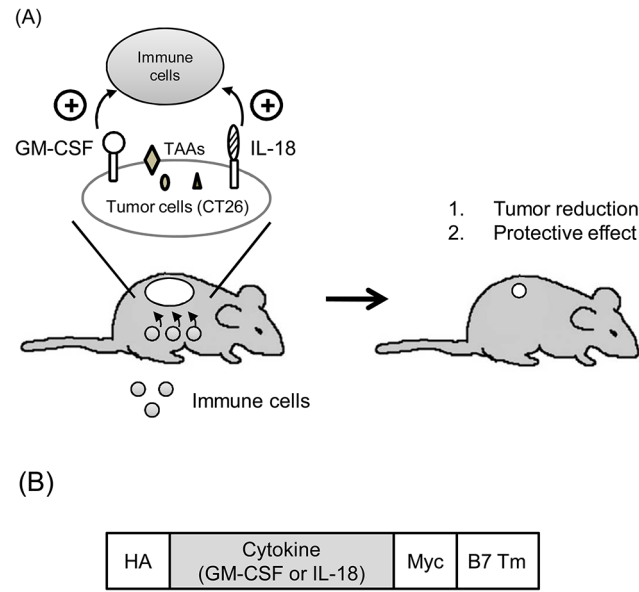 (A)
Immune
cells
+ +
GM-CSF TAAs IL-18
Tumor cells (CT26)
1. Tumor reduction
2. Protective effect
Immune cells
(B)
HA Cytokine Myc B7 Tm
(GM-CSF or IL-18)